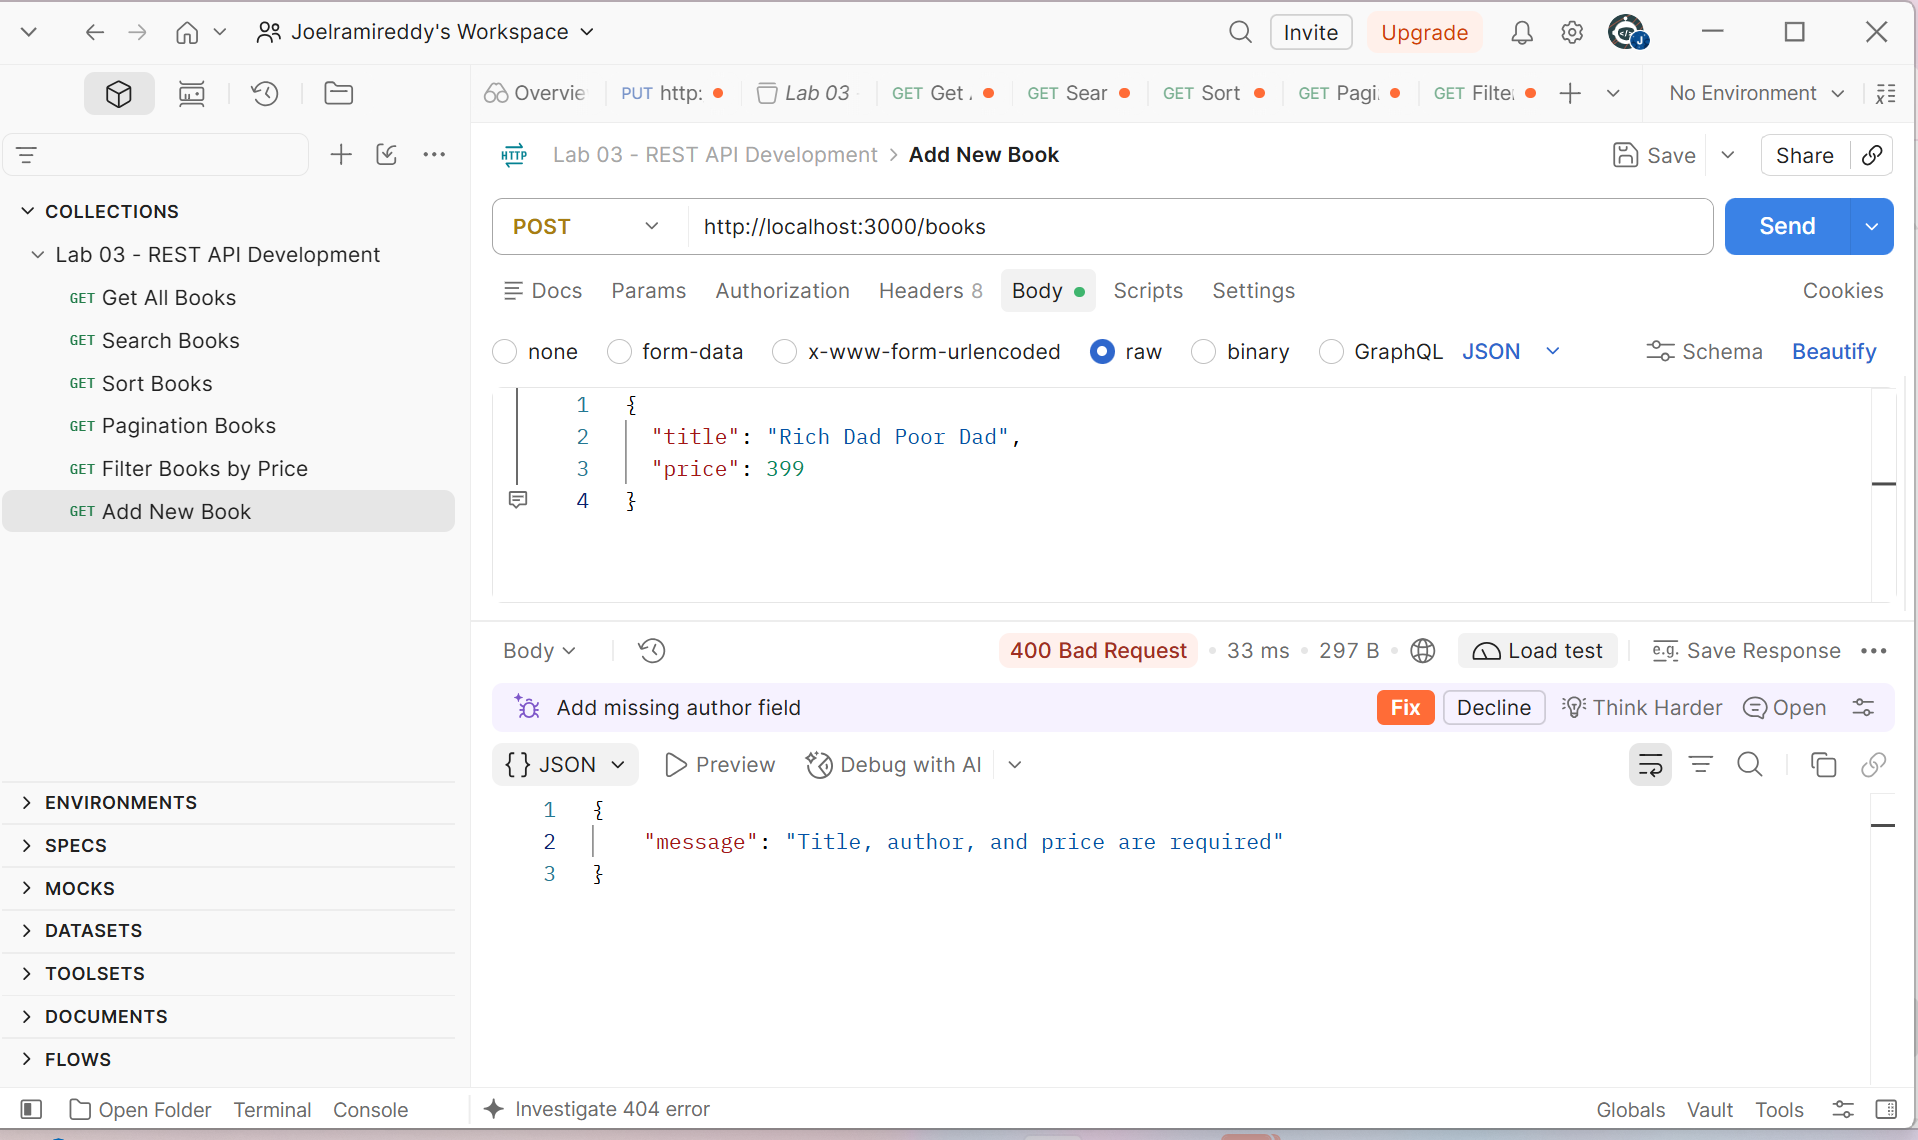 Joelramireddy's Workspace
Invite
Upgrade
J
Overvie
PUT http:
Lab 03
GET Get
GET Sear
GET Sort
GET Pagi
GET Filte
No Environment
HTTP
Lab 03 - REST API Development > Add New Book
Save
Share
COLLECTIONS
Lab 03 - REST API Development
GET Get All Books
GET Search Books
GET Sort Books
GET Pagination Books
GET Filter Books by Price
GET Add New Book
ENVIRONMENTS
SPECS
MOCKS
DATASETS
TOOLSETS
DOCUMENTS
FLOWS
POST
http://localhost:3000/books
Send
Docs
Params
Authorization
Headers 8
Body
Scripts
Settings
Cookies
none
form-data
x-www-form-urlencoded
raw
binary
GraphQL
JSON
Schema
Beautify
1 {
2 "title": "Rich Dad Poor Dad",
3 "price": 399
4 }
Body
400 Bad Request • 33 ms • 297 B
Load test
e.g. Save Response
Add missing author field
Fix
Decline
Think Harder
Open
{} JSON
Preview
Debug with AI
1 {
2 "message": "Title, author, and price are required"
3 }
Open Folder
Terminal
Console
Investigate 404 error
Globals
Vault
Tools